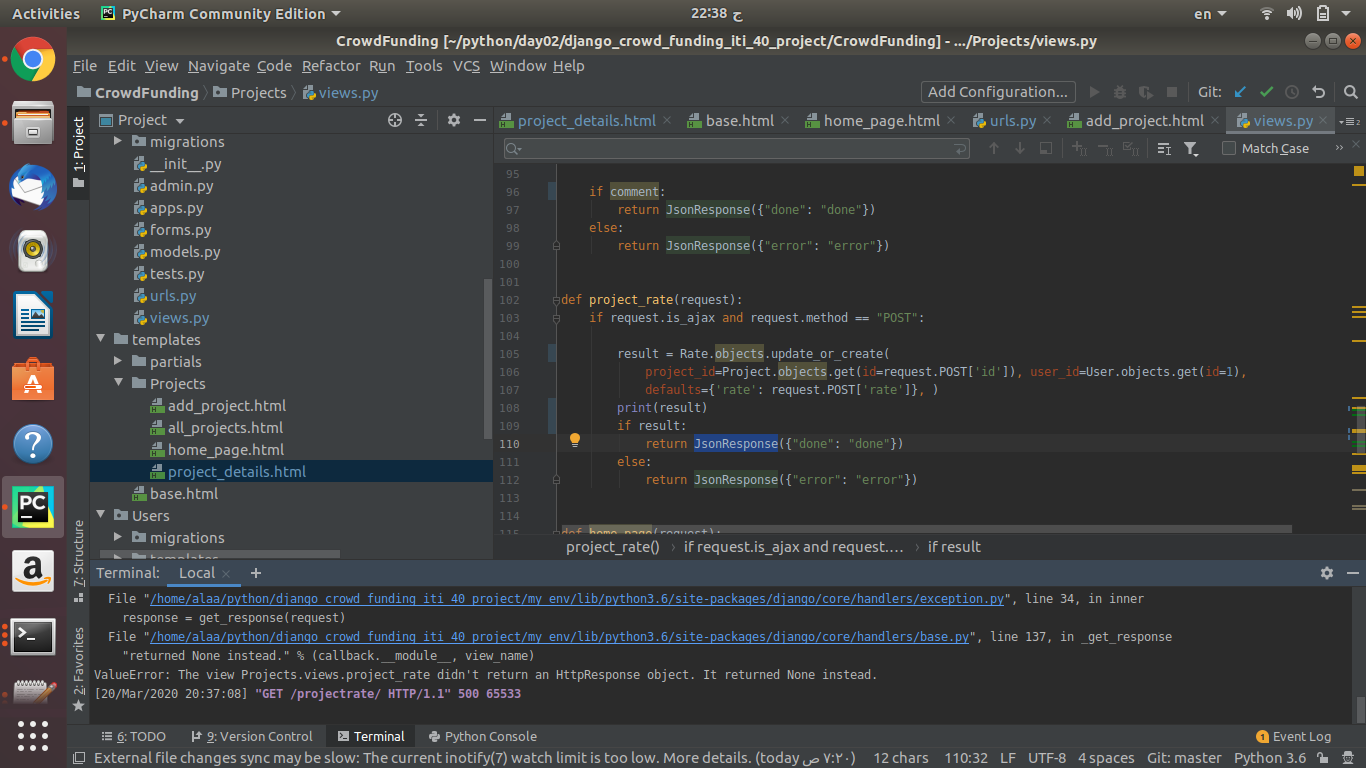 Activities PyCharm Community Edition 22:38 ج en
CrowdFunding [~/python/day02/django_crowd_funding_iti_40_project/CrowdFunding] - .../Projects/views.py
File Edit View Navigate Code Refactor Run Tools VCS Window Help
CrowdFunding Projects views.py Add Configuration... Git:
1: Project
Project
migrations
__init__.py
admin.py
apps.py
forms.py
models.py
tests.py
urls.py
views.py
templates
partials
Projects
add_project.html
all_projects.html
home_page.html
project_details.html
base.html
Users
migrations
templates
project_details.html base.html home_page.html urls.py add_project.html views.py
Match Case
95
96 if comment:
97 return JsonResponse({"done": "done"})
98 else:
99 return JsonResponse({"error": "error"})
100
101
102 def project_rate(request):
103 if request.is_ajax and request.method == "POST":
104
105 result = Rate.objects.update_or_create(
106 project_id=Project.objects.get(id=request.POST['id']), user_id=User.objects.get(id=1),
107 defaults={'rate': request.POST['rate']}, )
108 print(result)
109 if result:
110 return JsonResponse({"done": "done"})
111 else:
112 return JsonResponse({"error": "error"})
113
114
115 def home_page(request):
project_rate() if request.is_ajax and request.… if result
7: Structure
2: Favorites
Terminal: Local
File "/home/alaa/python/django_crowd_funding_iti_40_project/my_env/lib/python3.6/site-packages/django/core/handlers/exception.py", line 34, in inner
response = get_response(request)
File "/home/alaa/python/django_crowd_funding_iti_40_project/my_env/lib/python3.6/site-packages/django/core/handlers/base.py", line 137, in _get_response
"returned None instead." % (callback.__module__, view_name)
ValueError: The view Projects.views.project_rate didn't return an HttpResponse object. It returned None instead.
[20/Mar/2020 20:37:08] "GET /projectrate/ HTTP/1.1" 500 65533
6: TODO 9: Version Control Terminal Python Console 1 Event Log
External file changes sync may be slow: The current inotify(7) watch limit is too low. More details. (today ٧:٢٠ ص) 12 chars 110:32 LF UTF-8 4 spaces Git: master Python 3.6